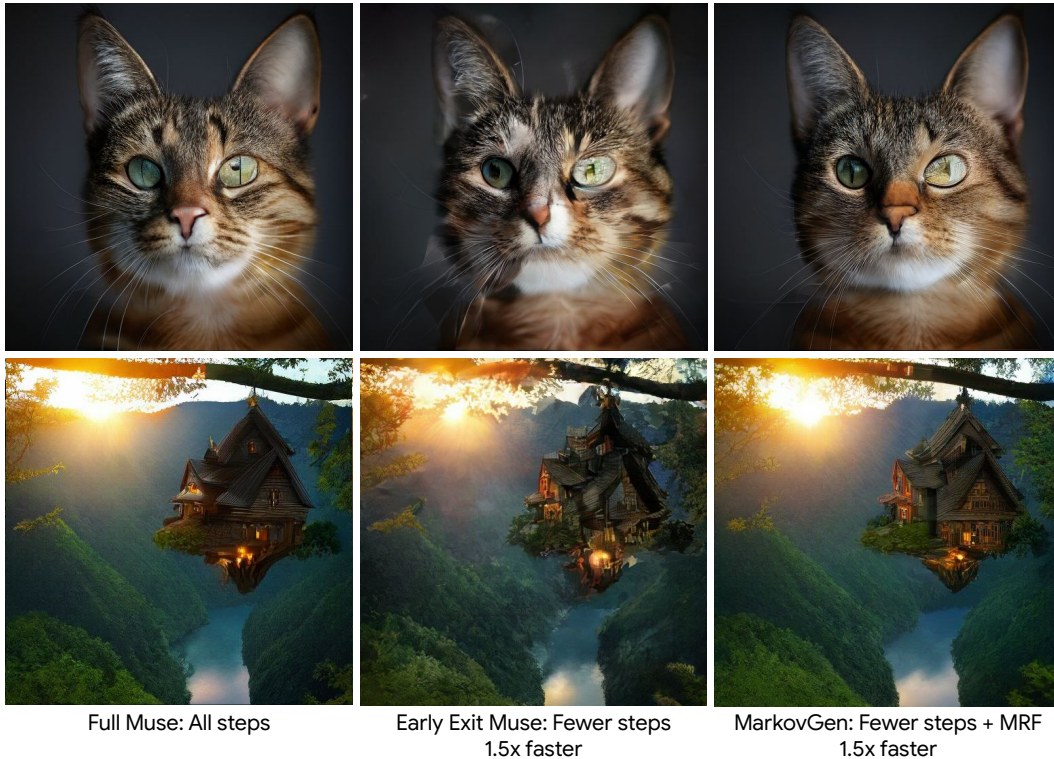 Full Muse: All steps
Early Exit Muse: Fewer steps
1.5x faster
MarkovGen: Fewer steps + MRF
1.5x faster